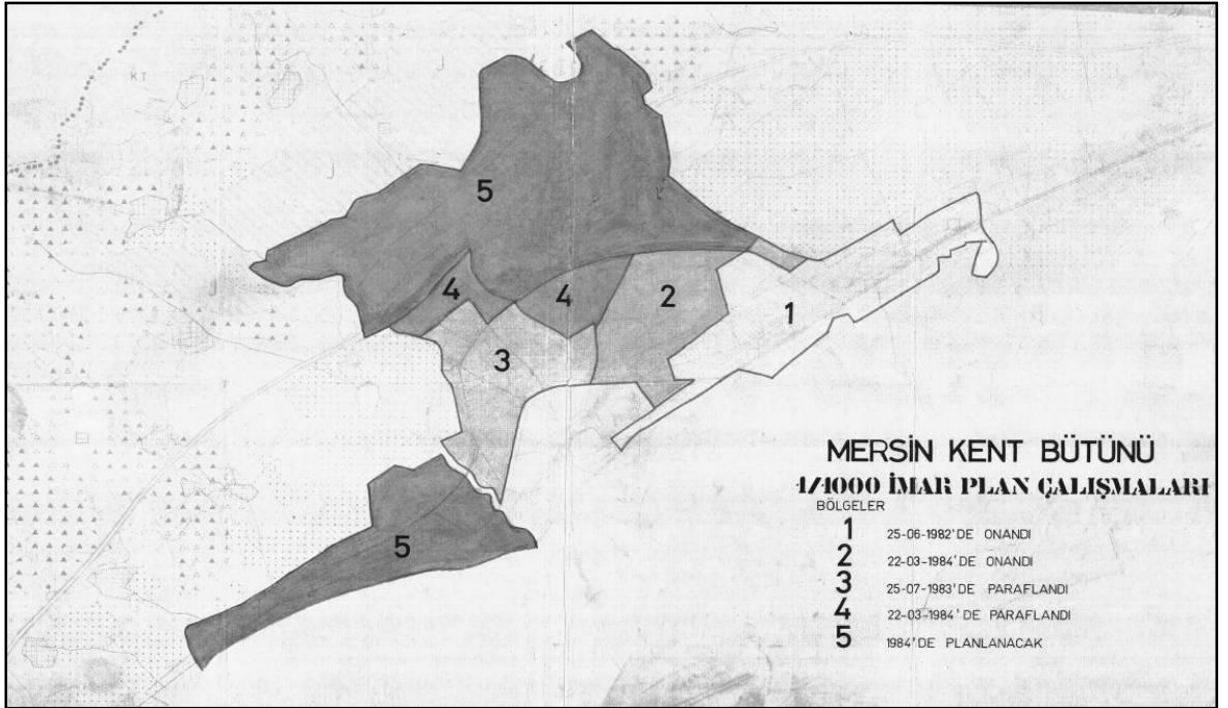 KT
5
4
4
2
1
3
5
MERSİN KENT BÜTÜNÜ
1/1000 İMAR PLAN ÇALIŞMALARI
BÖLGELER
1 25-06-1982'DE ONANDI
2 22-03-1984'DE ONANDI
3 25-07-1983'DE PARAFLANDI
4 22-03-1984'DE PARAFLANDI
5 1984'DE PLANLANACAK